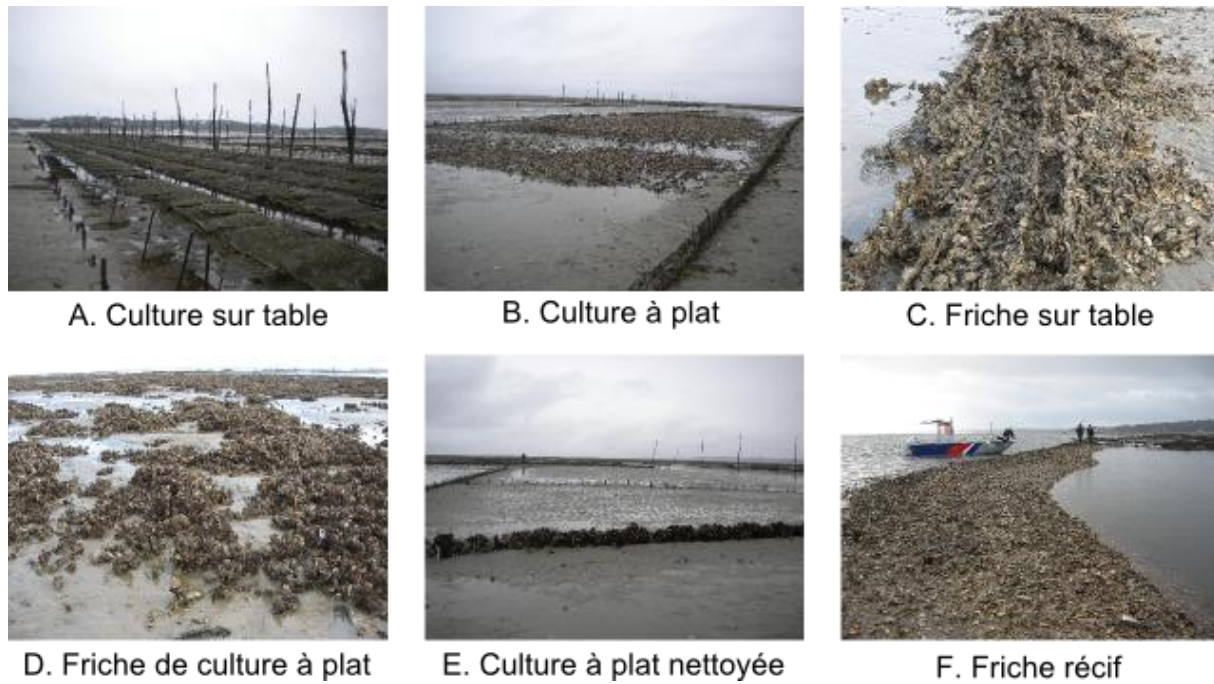 A. Culture sur table
B. Culture à plat
C. Friche sur table
D. Friche de culture à plat
E. Culture à plat nettoyée
F. Friche récif